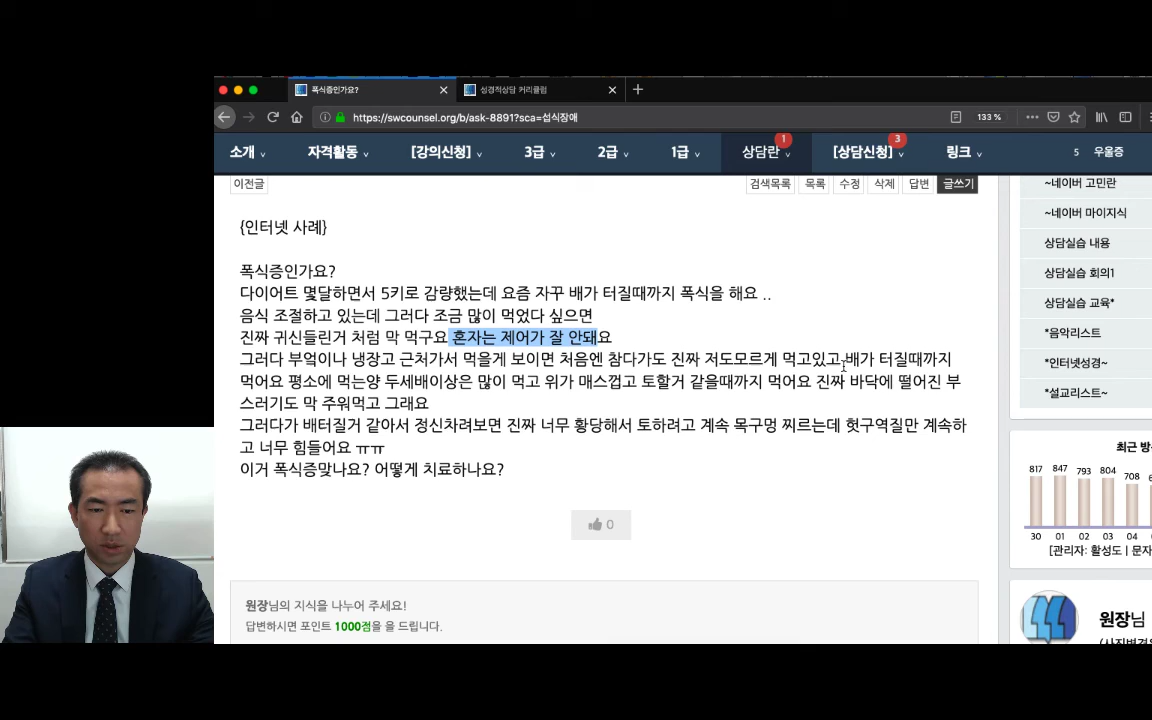 폭식증인가요?
성경적상담 커리큘럼
https://swcounsel.org/b/ask-8891?sca=섭식장애
133 %
소개
자격활동
[강의신청]
3급
2급
1급
상담란
1
[상담신청]
3
링크
5 우울증
이전글
검색목록
목록
수정
삭제
답변
글쓰기
{인터넷 사례}
폭식증인가요?
다이어트 몇달하면서 5키로 감량했는데 요즘 자꾸 배가 터질때까지 폭식을 해요 ..
음식 조절하고 있는데 그러다 조금 많이 먹었다 싶으면
진짜 귀신들린거 처럼 막 먹구요 혼자는 제어가 잘 안돼요
그러다 부엌이나 냉장고 근처가서 먹을게 보이면 처음엔 참다가도 진짜 저도모르게 먹고있고 배가 터질때까지
먹어요 평소에 먹는양 두세배이상은 많이 먹고 위가 매스껍고 토할거 같을때까지 먹어요 진짜 바닥에 떨어진 부
스러기도 막 주워먹고 그래요
그러다가 배터질거 같아서 정신차려보면 진짜 너무 황당해서 토하려고 계속 목구멍 찌르는데 헛구역질만 계속하
고 너무 힘들어요 ㅠㅠ
이거 폭식증맞나요? 어떻게 치료하나요?
0
원장님의 지식을 나누어 주세요!
답변하시면 포인트 1000점을 을 드립니다.
~네이버 고민란
~네이버 마이지식
상담실습 내용
상담실습 회의1
상담실습 교육*
*음악리스트
*인터넷성경~
*설교리스트~
최근 방
817 847 793 804 708
30 01 02 03 04
[관리자: 활성도 | 문자
원장님